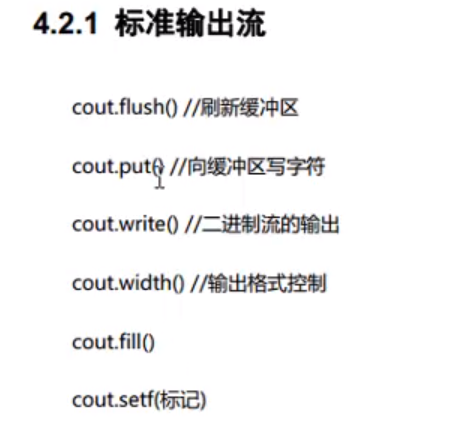 4.2.1 标准输出流
cout.flush() //刷新缓冲区
cout.put() //向缓冲区写字符
cout.write() //二进制流的输出
cout.width() //输出格式控制
cout.fill()
cout.setf(标记)